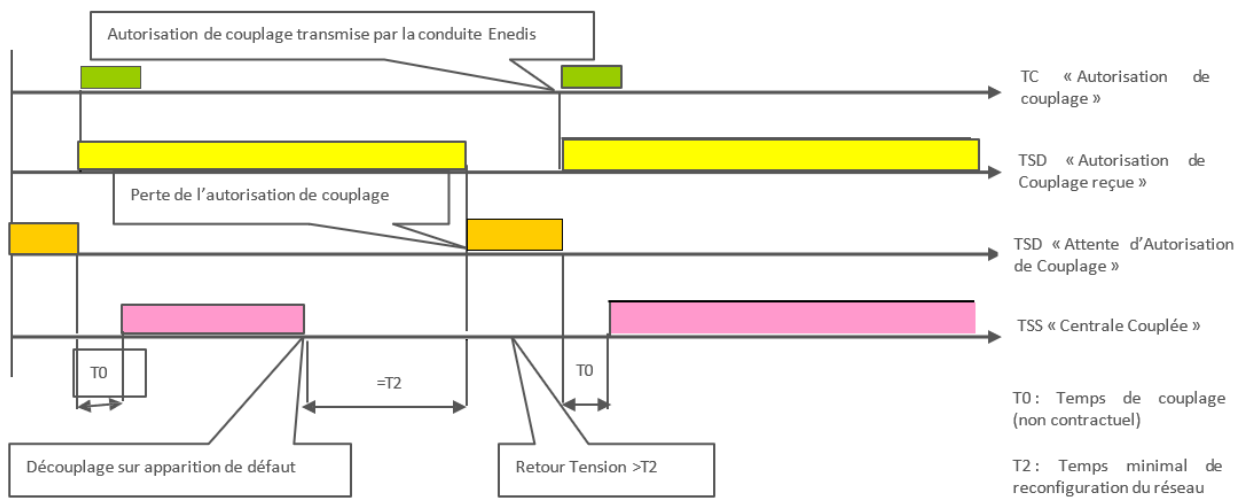 Autorisation de couplage transmise par la conduite Enedis
TC « Autorisation de
couplage »
TSD « Autorisation de
Couplage reçue »
Perte de l’autorisation de couplage
TSD « Attente d’Autorisation
de Couplage »
TSS « Centrale Couplée »
T0
=T2
T0
T0 : Temps de couplage
(non contractuel)
Découplage sur apparition de défaut
Retour Tension >T2
T2 : Temps minimal de
reconfiguration du réseau